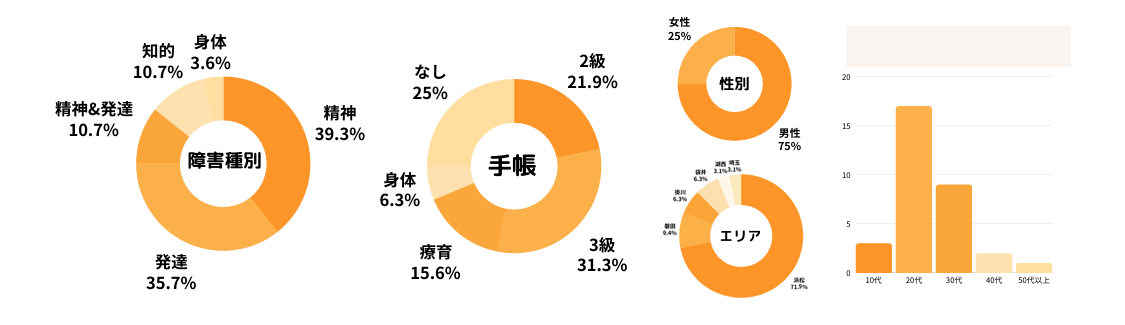 身体
3.6%
知的
10.7%
精神&発達
10.7%
精神
39.3%
障害種別
発達
35.7%
2級
21.9%
なし
25%
手帳
身体
6.3%
療育
15.6%
3級
31.3%
女性
25%
性別
男性
75%
湖西
3.1%
埼玉
3.1%
袋井
6.3%
掛川
6.3%
磐田
9.4%
エリア
浜松
71.9%
20
15
10
5
0
10代
20代
30代
40代
50代以上